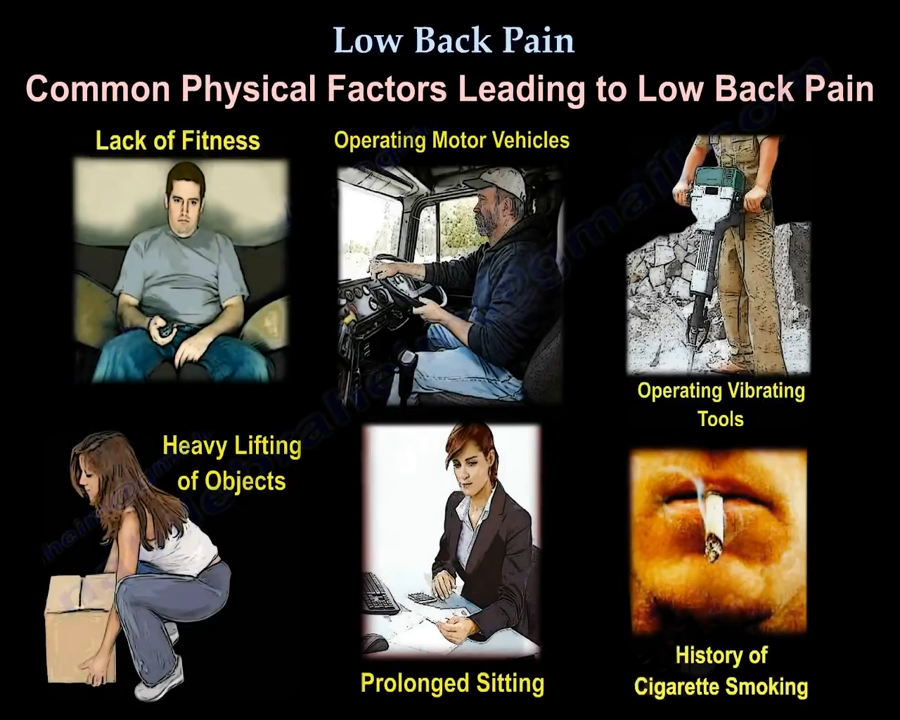 Low Back Pain
Common Physical Factors Leading to Low Back Pain
Lack of Fitness
Operating Motor Vehicles
Operating Vibrating
Tools
Heavy Lifting
of Objects
Prolonged Sitting
History of
Cigarette Smoking